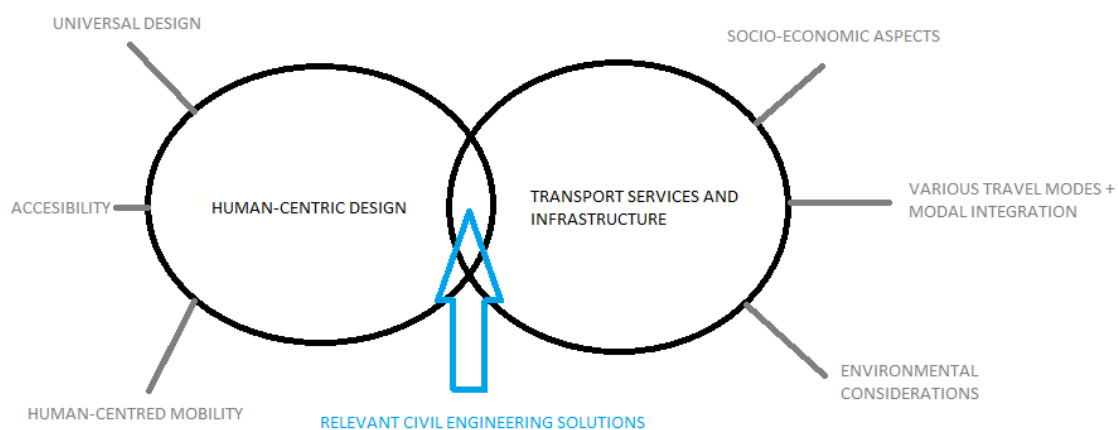 UNIVERSAL DESIGN
SOCIO-ECONOMIC ASPECTS
ACCESIBILITY
HUMAN-CENTRIC DESIGN
TRANSPORT SERVICES AND
INFRASTRUCTURE
VARIOUS TRAVEL MODES +
MODAL INTEGRATION
HUMAN-CENTRED MOBILITY
RELEVANT CIVIL ENGINEERING SOLUTIONS
ENVIRONMENTAL
CONSIDERATIONS